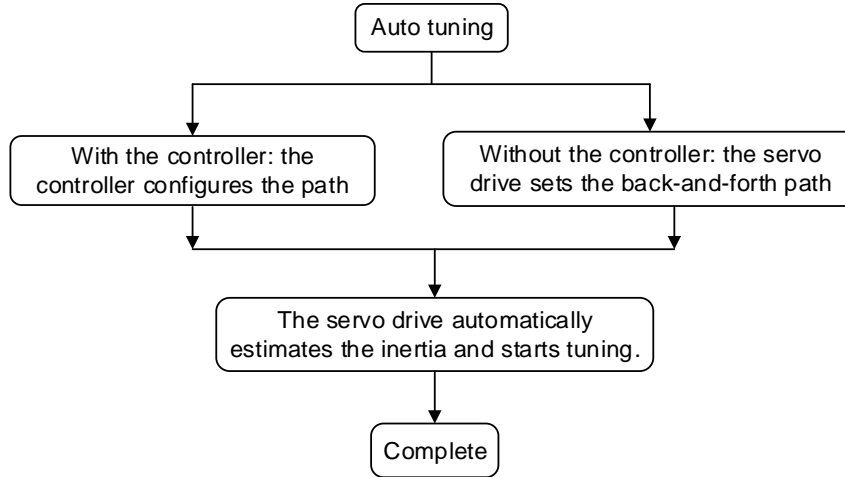 Auto tuning
With the controller: the
controller configures the path
Without the controller: the servo
drive sets the back-and-forth path
The servo drive automatically
estimates the inertia and starts tuning.
Complete